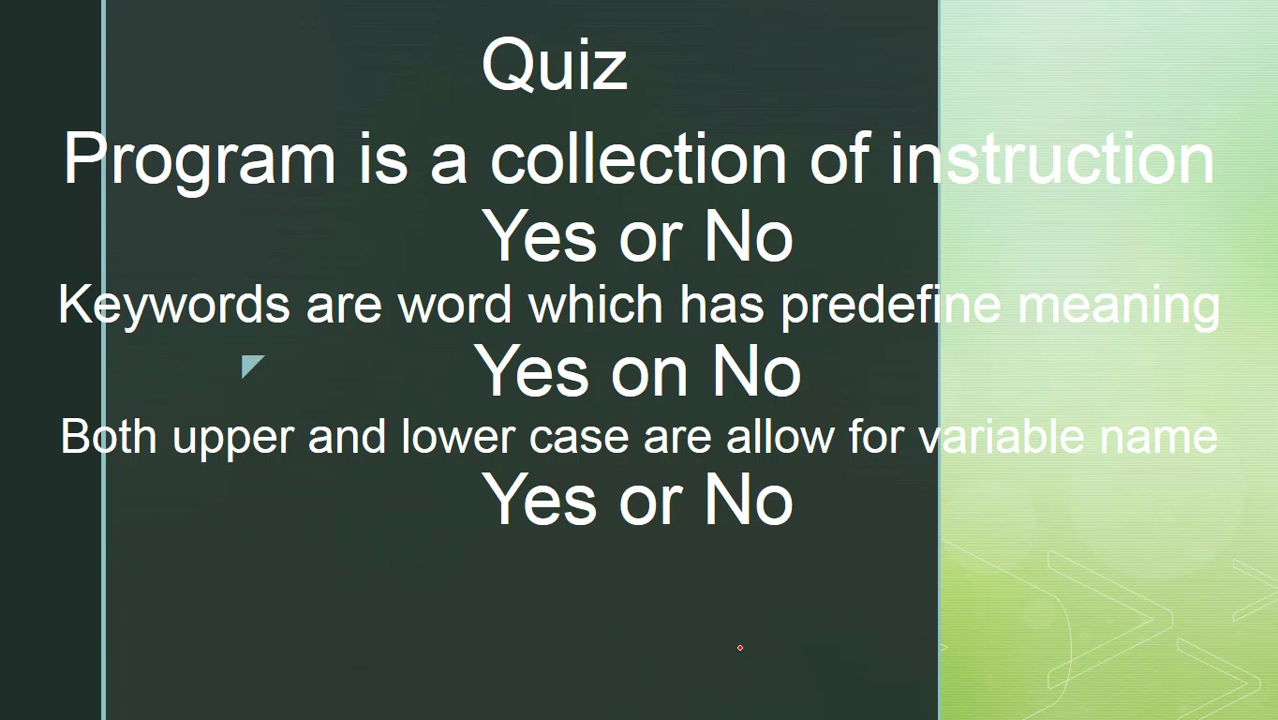 Quiz
Program is a collection of instruction
Yes or No
Keywords are word which has predefine meaning
Yes on No
Both upper and lower case are allow for variable name
Yes or No